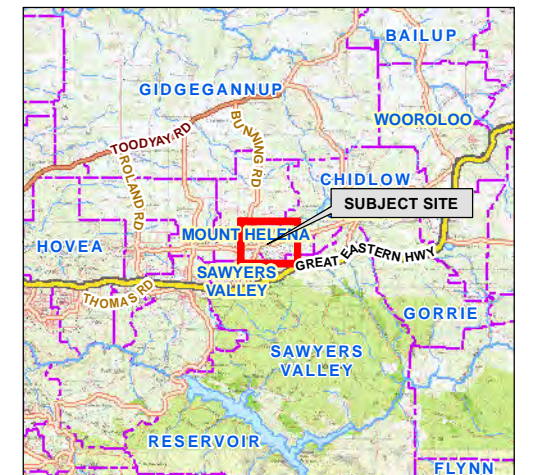 BAILUP
GIDGEGANNUP
WOOROLOO
TOODYAY RD
BUNNING RD
ROLAND RD
CHIDLOW
SUBJECT SITE
MOUNT HELENA
HOVEA
GREAT EASTERN HWY
SAWYERS
VALLEY
THOMAS RD
GORRIE
SAWYERS
VALLEY
RESERVOIR
FLYNN